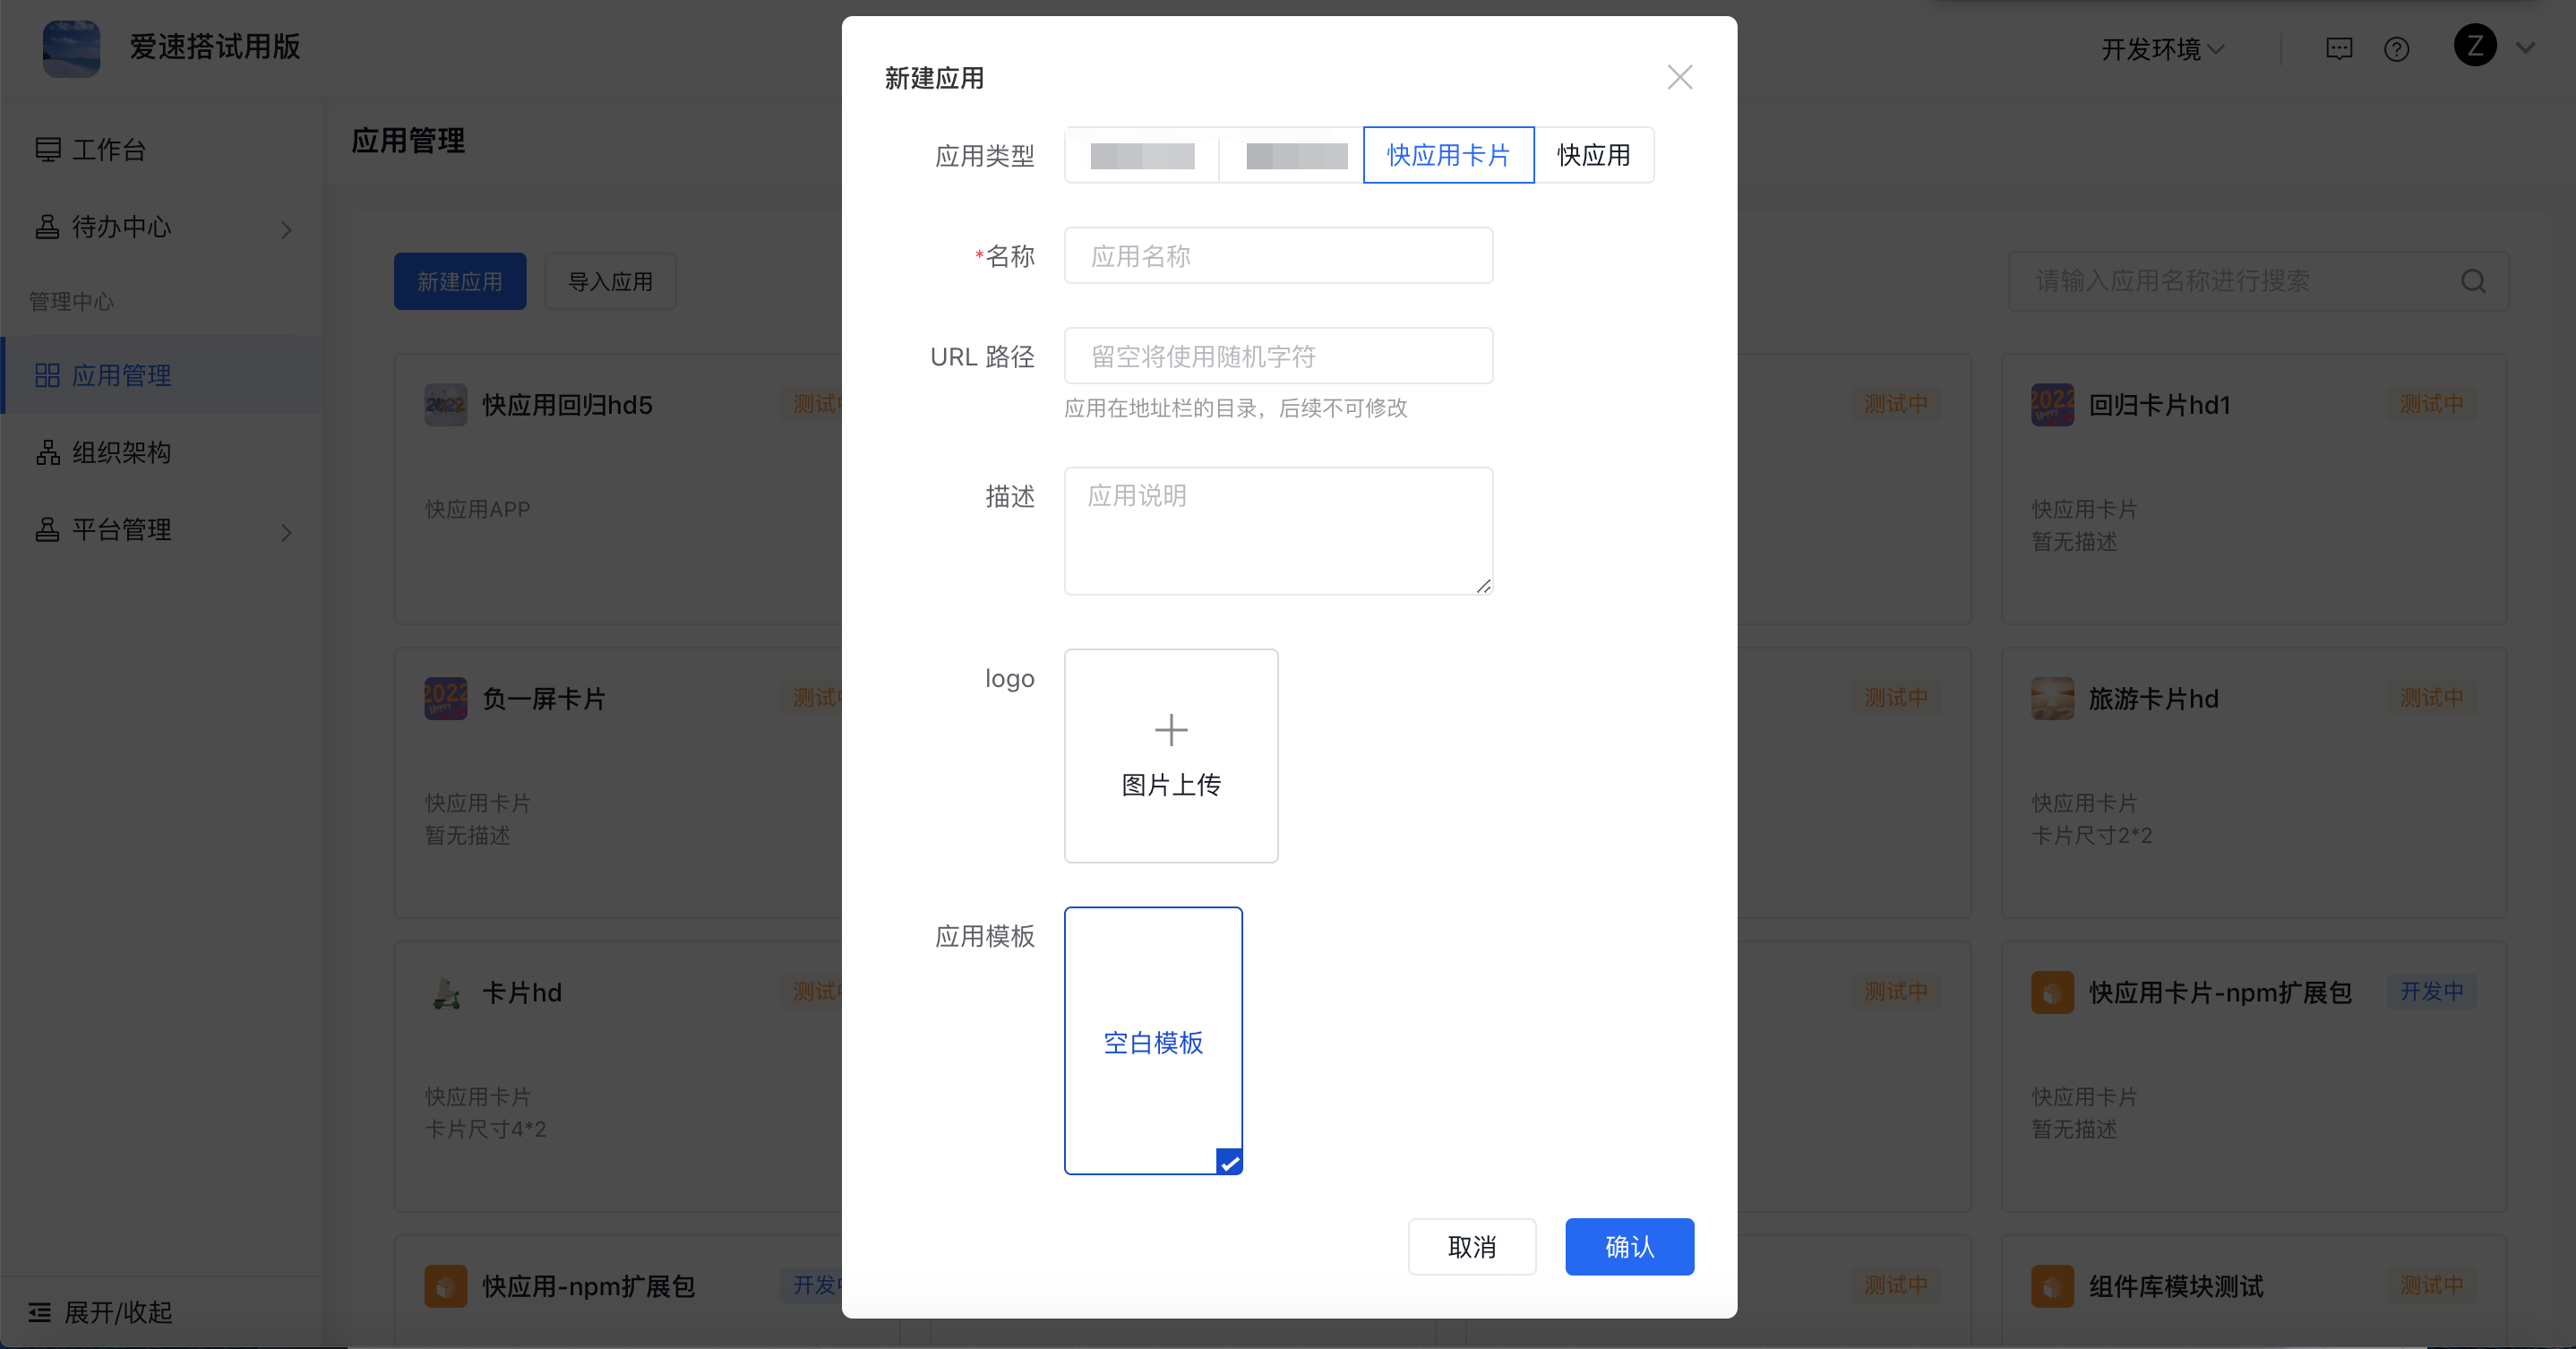 爱速搭试用版
开发环境
Z
工作台
待办中心
管理中心
应用管理
组织架构
平台管理
展开/收起
应用管理
新建应用
导入应用
请输入应用名称进行搜索
快应用回归hd5
测试
快应用APP
测试中
2022
回归卡片hd1
测试中
快应用卡片
暂无描述
2022
负一屏卡片
测试
快应用卡片
暂无描述
测试中
旅游卡片hd
测试中
快应用卡片
卡片尺寸2*2
卡片hd
测试
快应用卡片
卡片尺寸4*2
测试中
快应用卡片-npm扩展包
开发中
快应用卡片
暂无描述
快应用-npm扩展包
开发
测试中
组件库模块测试
测试中
新建应用
应用类型
快应用卡片
快应用
*名称
应用名称
URL 路径
留空将使用随机字符
应用在地址栏的目录，后续不可修改
描述
应用说明
logo
图片上传
应用模板
空白模板
取消
确认